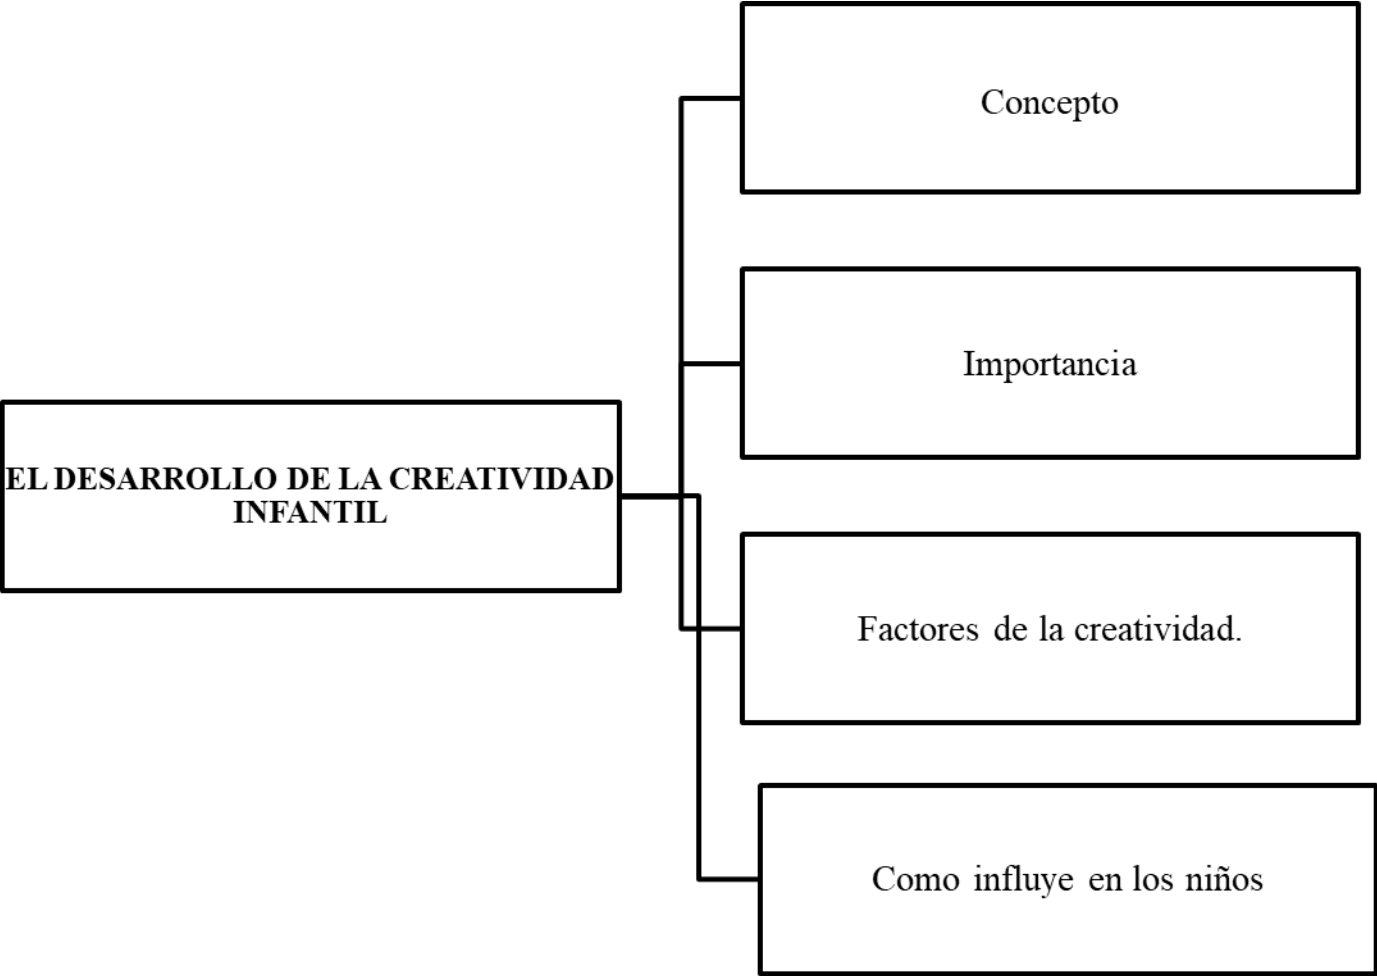 Concepto
Importancia
EL DESARROLLO DE LA CREATIVIDAD
INFANTIL
Factores de la creatividad.
Como influye en los niños